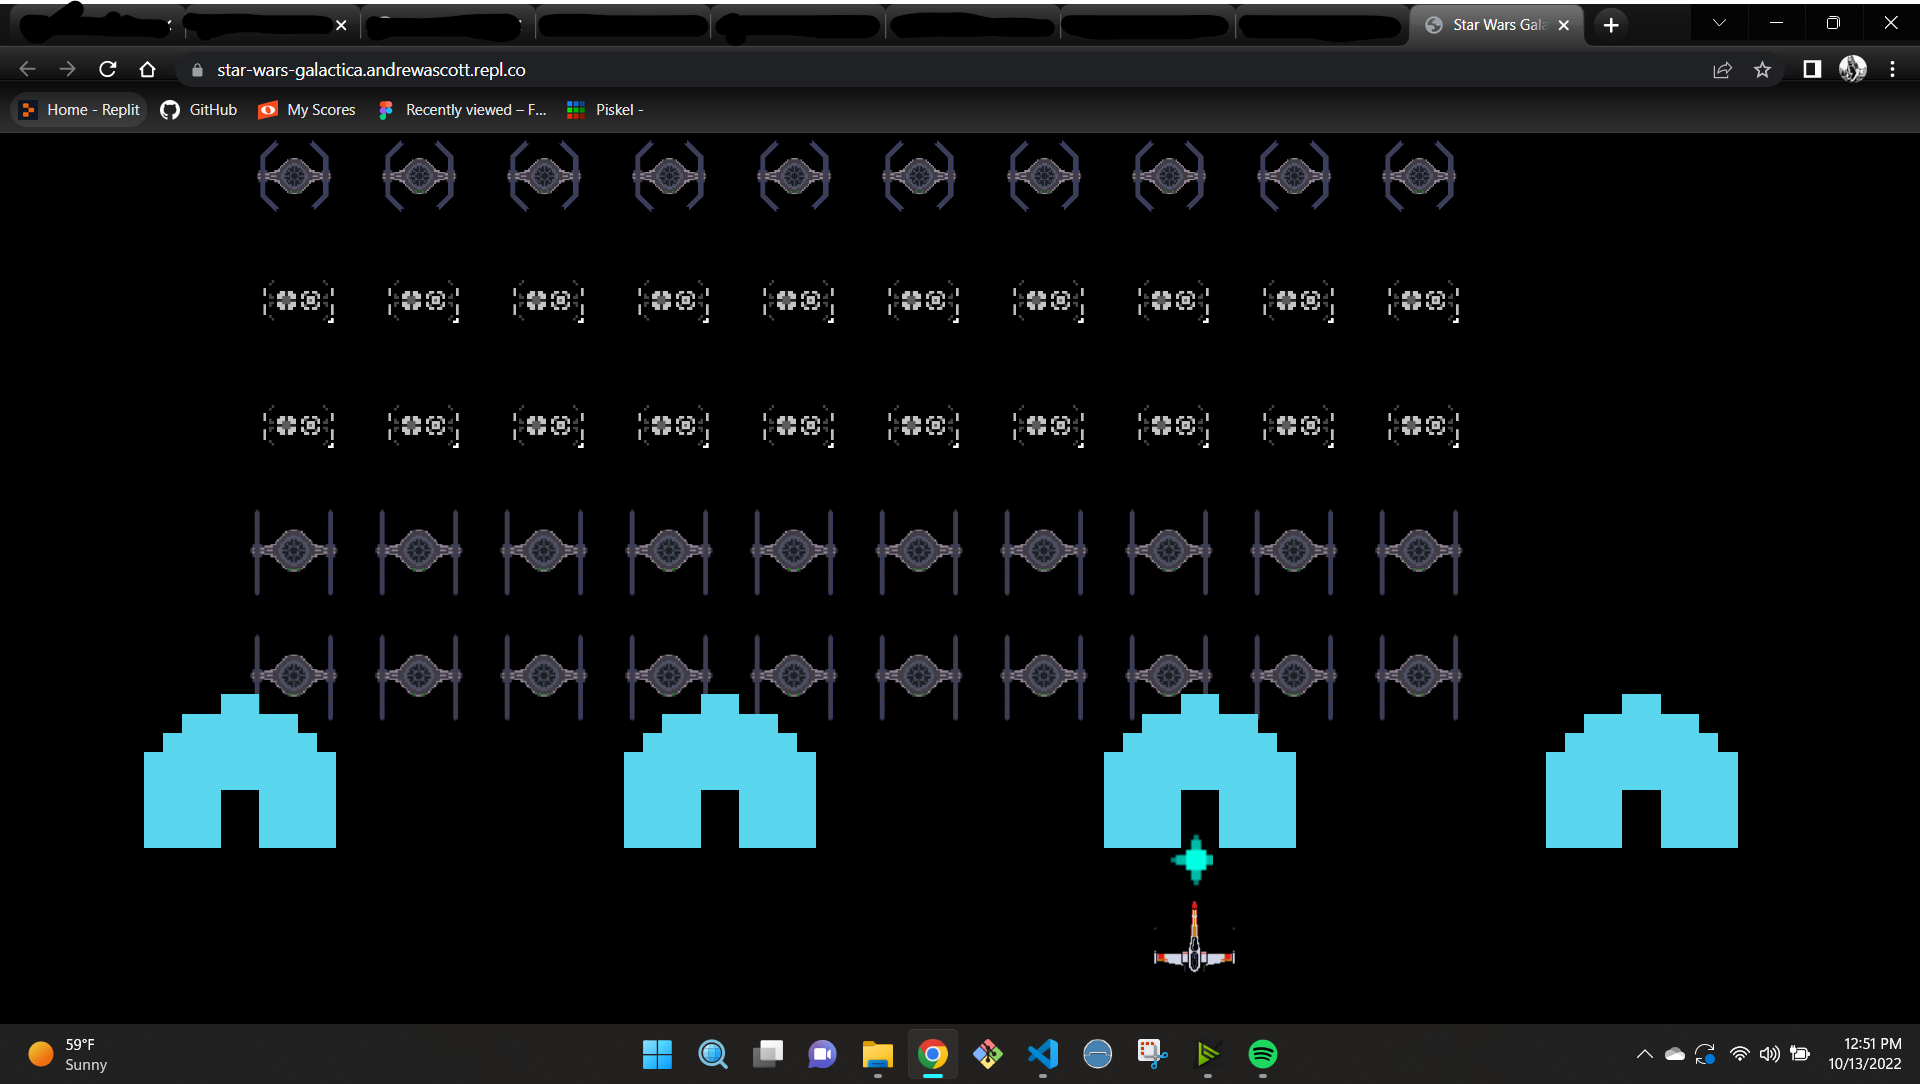 Star Wars Gala
star-wars-galactica.andrewascott.repl.co
Home - Replit
GitHub
My Scores
Recently viewed – F...
Piskel -
59°F
Sunny
12:51 PM
10/13/2022